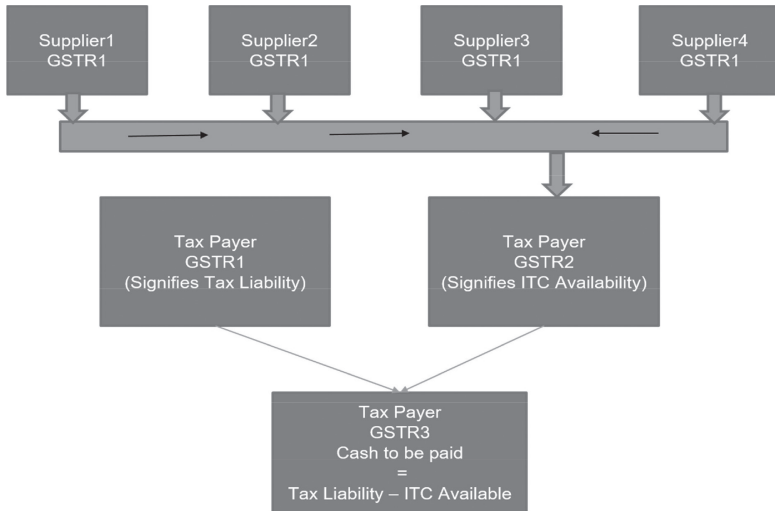 Supplier1
GSTR1
Supplier2
GSTR1
Supplier3
GSTR1
Supplier4
GSTR1
Tax Payer
GSTR1
(Signifies Tax Liability)
Tax Payer
GSTR2
(Signifies ITC Availability)
Tax Payer
GSTR3
Cash to be paid
=
Tax Liability – ITC Available